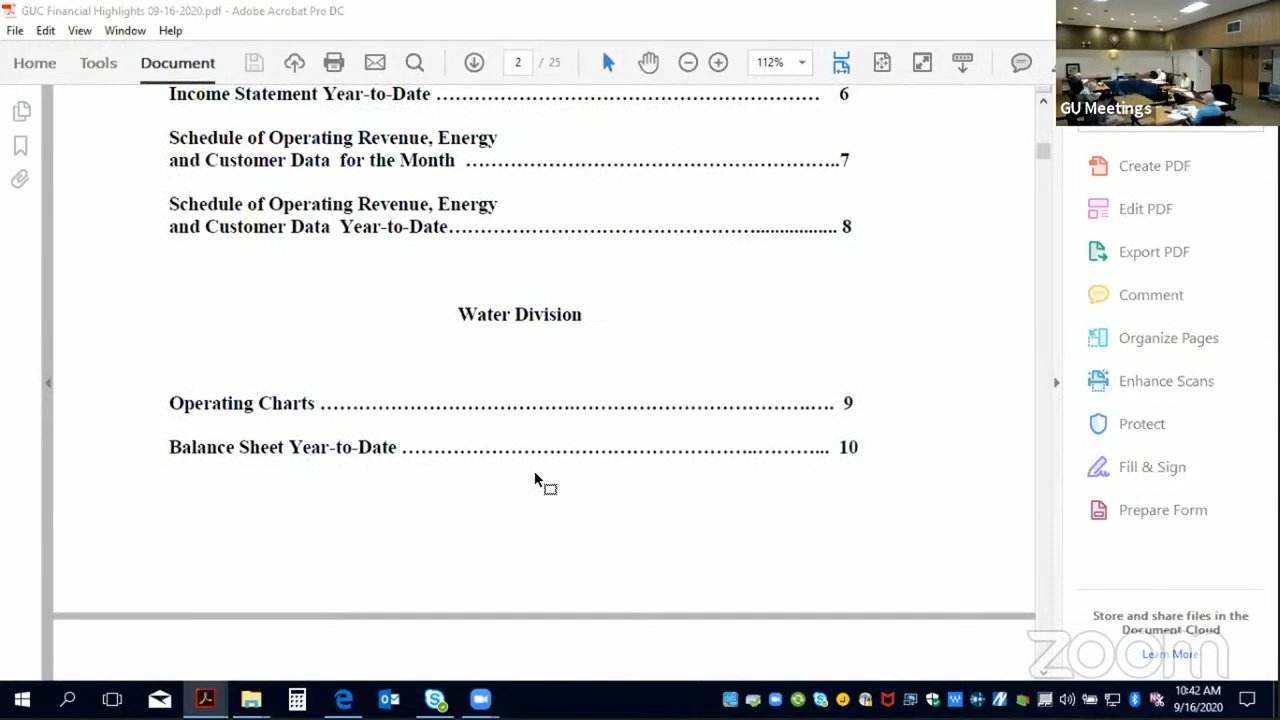 GUC Financial Highlights 09-16-2020.pdf - Adobe Acrobat Pro DC
File Edit View Window Help
Home Tools Document 2 / 25 112%
GU Meetings
Income Statement Year-to-Date ……………………………………………… 6
Schedule of Operating Revenue, Energy
and Customer Data for the Month ………………………………………………..7
Schedule of Operating Revenue, Energy
and Customer Data Year-to-Date………………………………………................. 8
Water Division
Operating Charts ……………………………………………………………….…. 9
Balance Sheet Year-to-Date …………………………………………..………... 10
Create PDF
Edit PDF
Export PDF
Comment
Organize Pages
Enhance Scans
Protect
Fill & Sign
Prepare Form
Store and share files in the
Document Cloud
Learn More
zoom
10:42 AM
9/16/2020